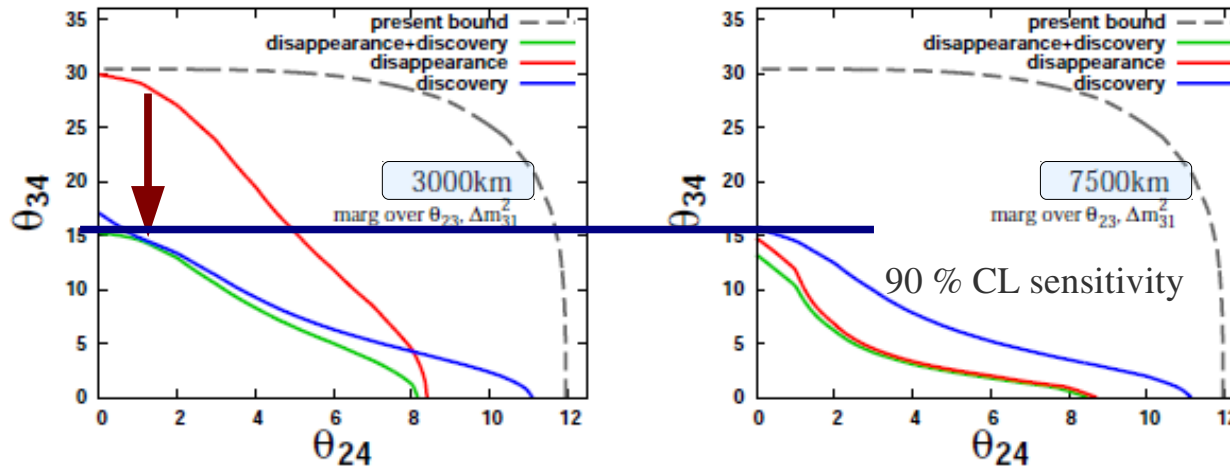 present bound
disappearance+discovery
disappearance
discovery
35
30
25
20
15
10
5
0
θ34
3000km
marg over θ23, Δm²31
0 2 4 6 8 10 12
θ24
present bound
disappearance+discovery
disappearance
discovery
35
30
25
20
15
10
5
0
θ34
7500km
marg over θ23, Δm²31
90 % CL sensitivity
0 2 4 6 8 10 12
θ24